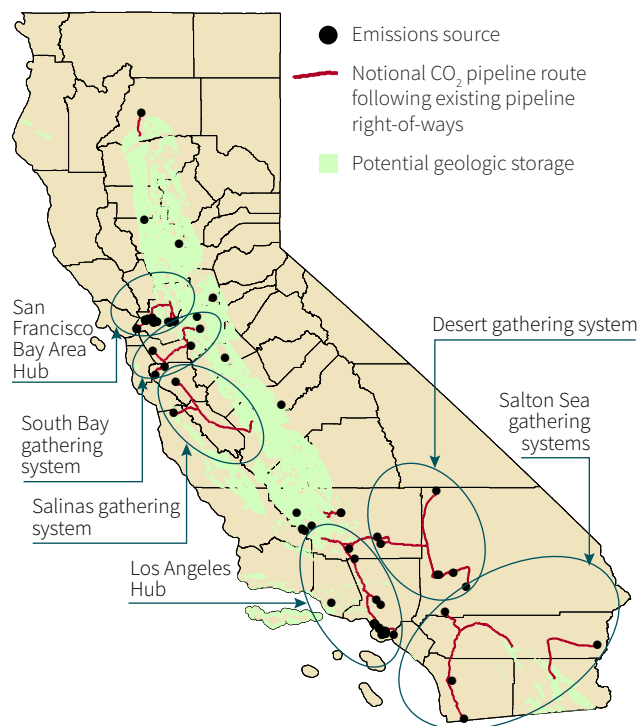 Emissions source
Notional CO₂ pipeline route
following existing pipeline
right-of-ways
Potential geologic storage
San
Francisco
Bay Area
Hub
South Bay
gathering
system
Salinas gathering
system
Los Angeles
Hub
Desert gathering system
Salton Sea
gathering
systems